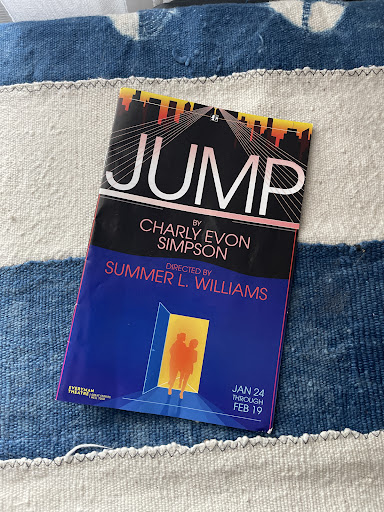 JUMP
BY
CHARLY EVON
SIMPSON
DIRECTED BY
SUMMER L. WILLIAMS
JAN 24
THROUGH
FEB 19
EVERYMAN
THEATRE